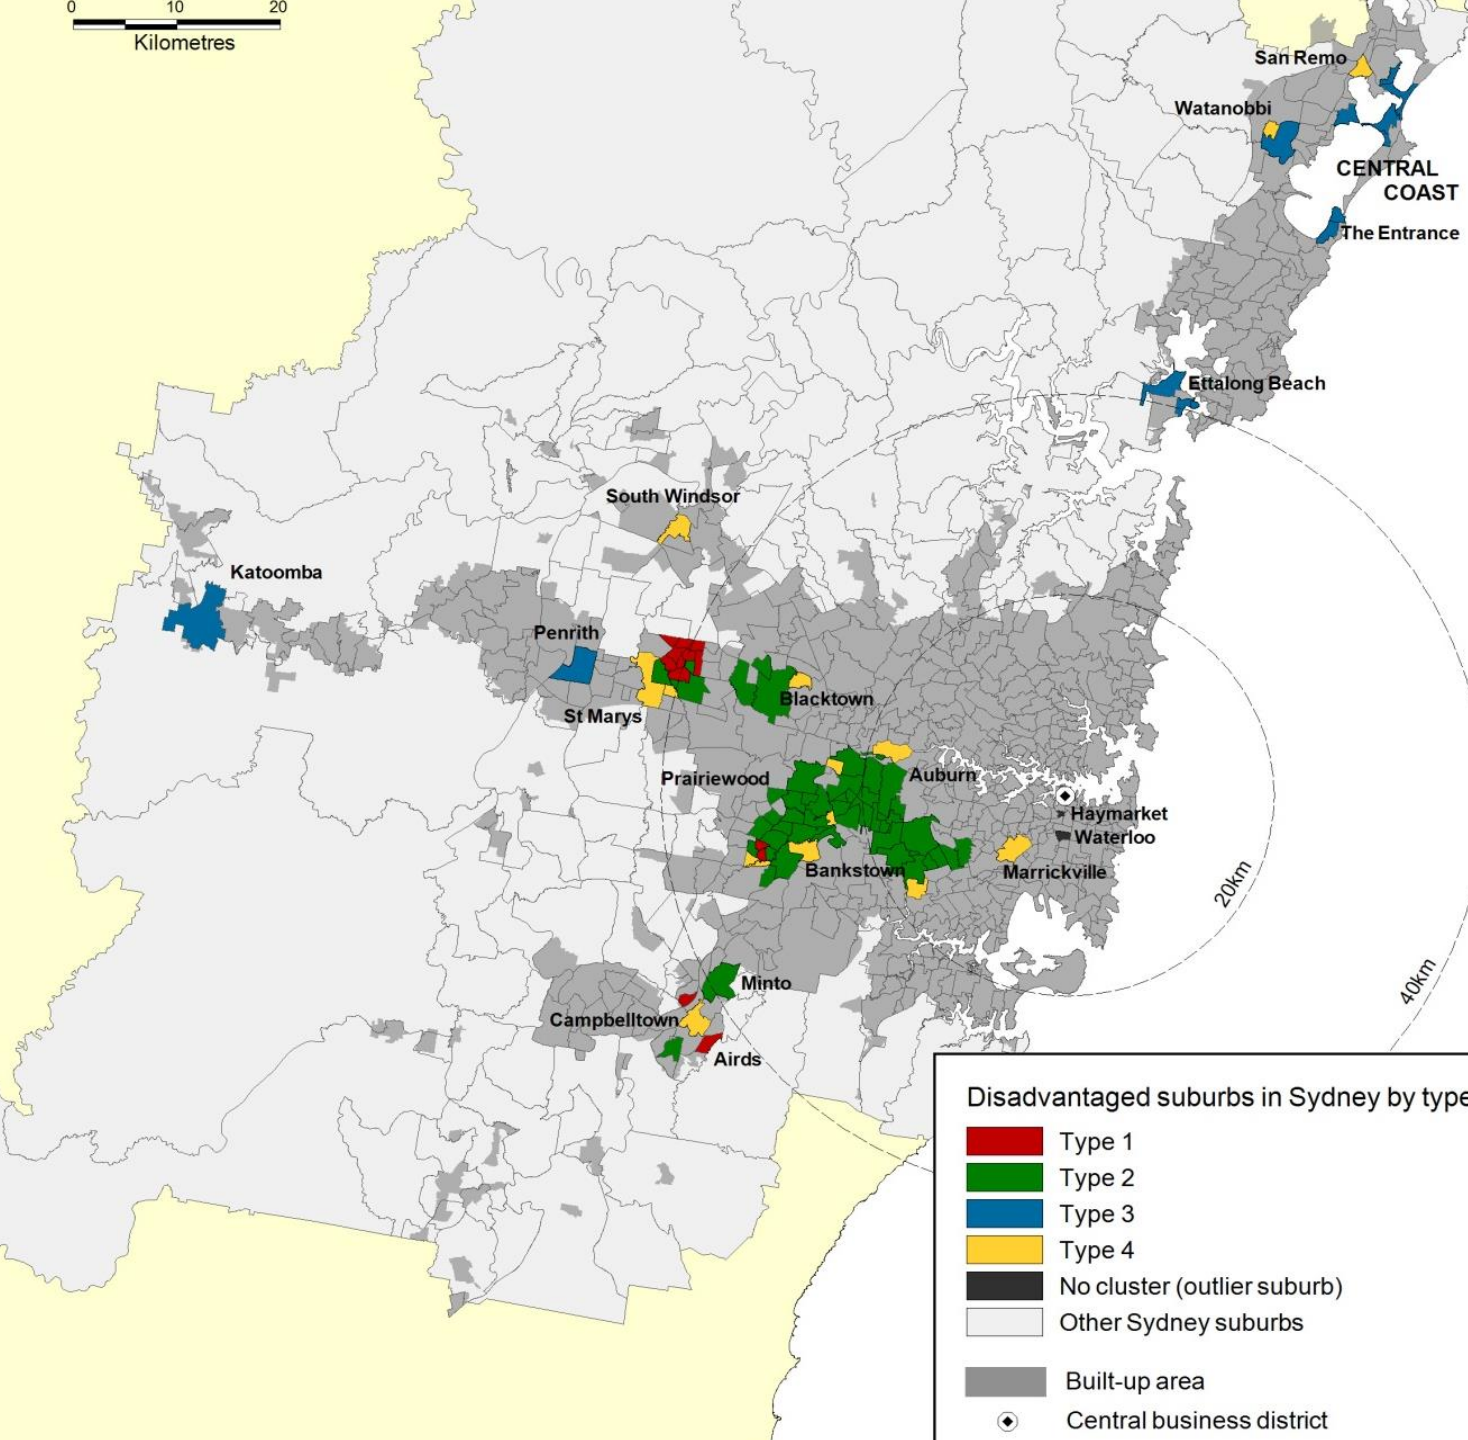 0 10 20
Kilometres
San Remo
Watanobbi
CENTRAL
COAST
The Entrance
Ettalong Beach
South Windsor
Katoomba
Penrith
St Marys
Blacktown
Prairiewood
Auburn
Haymarket
Waterloo
Bankstown
Marrickville
20km
40km
Minto
Campbelltown
Airds
Disadvantaged suburbs in Sydney by type
Type 1
Type 2
Type 3
Type 4
No cluster (outlier suburb)
Other Sydney suburbs
Built-up area
Central business district